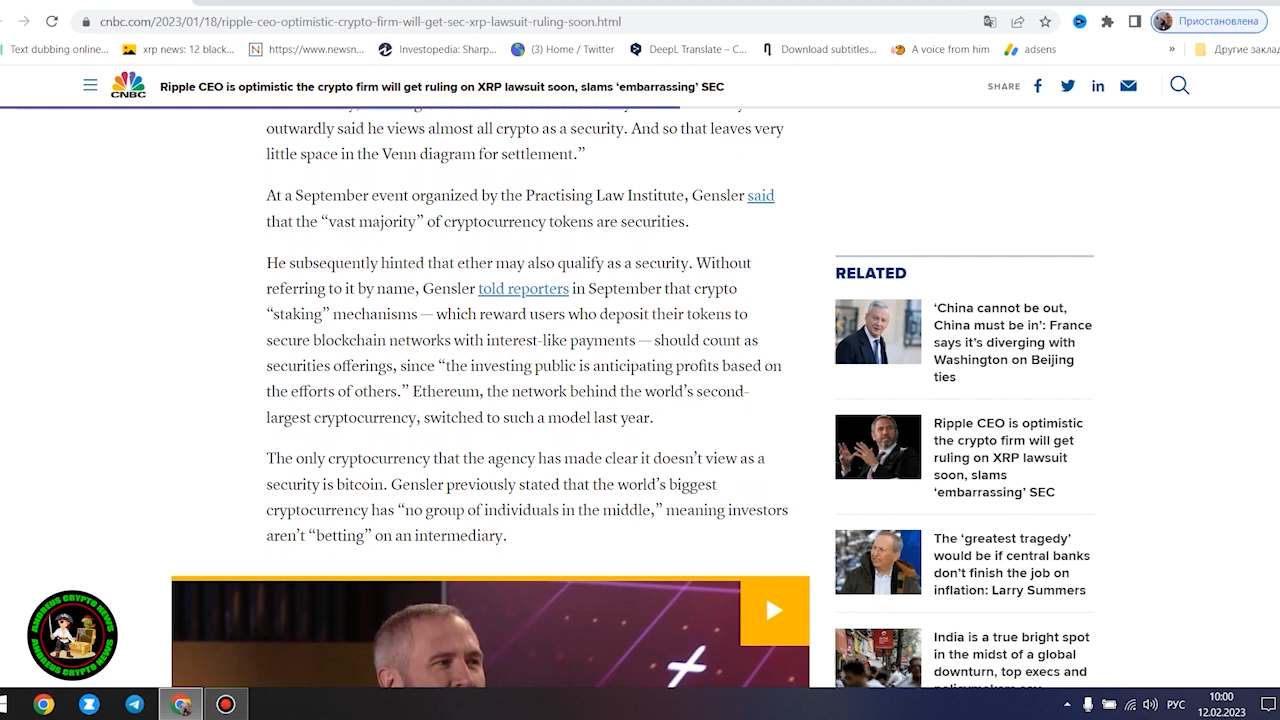 cnbc.com/2023/01/18/ripple-ceo-optimistic-crypto-firm-will-get-sec-xrp-lawsuit-ruling-soon.html
Приостановлена
Text dubbing online...
xrp news: 12 black...
https://www.newsn...
Investopedia: Sharp...
(3) Home / Twitter
DeepL Translate – C...
Download subtitles...
A voice from him
adsens
»
Другие закла
CNBC
Ripple CEO is optimistic the crypto firm will get ruling on XRP lawsuit soon, slams ‘embarrassing’ SEC
SHARE
outwardly said he views almost all crypto as a security. And so that leaves very
little space in the Venn diagram for settlement.”
At a September event organized by the Practising Law Institute, Gensler said
that the “vast majority” of cryptocurrency tokens are securities.
He subsequently hinted that ether may also qualify as a security. Without
referring to it by name, Gensler told reporters in September that crypto
“staking” mechanisms — which reward users who deposit their tokens to
secure blockchain networks with interest-like payments — should count as
securities offerings, since “the investing public is anticipating profits based on
the efforts of others.” Ethereum, the network behind the world’s second-
largest cryptocurrency, switched to such a model last year.
The only cryptocurrency that the agency has made clear it doesn’t view as a
security is bitcoin. Gensler previously stated that the world’s biggest
cryptocurrency has “no group of individuals in the middle,” meaning investors
aren’t “betting” on an intermediary.
RELATED
‘China cannot be out,
China must be in’: France
says it’s diverging with
Washington on Beijing
ties
Ripple CEO is optimistic
the crypto firm will get
ruling on XRP lawsuit
soon, slams
‘embarrassing’ SEC
The ‘greatest tragedy’
would be if central banks
don’t finish the job on
inflation: Larry Summers
India is a true bright spot
in the midst of a global
downturn, top execs and
ANDREUS CRYPTO NEWS
ANDREUS CRYPTO NEWS
РУС
10:00
12.02.2023